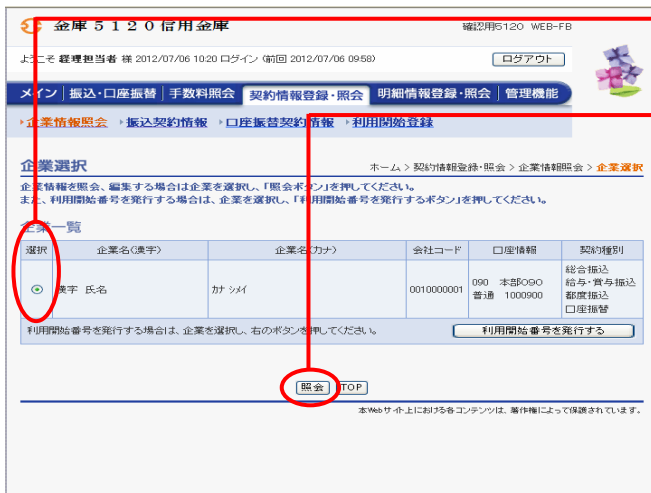 金庫５１２０信用金庫
確認用5120 WEB-FB
ようこそ 経理担当者 様 2012/07/06 10:20 ログイン (前回 2012/07/06 09:58)
ログアウト
メイン 振込・口座振替 手数料照会 契約情報登録・照会 明細情報登録・照会 管理機能
企業情報照会 振込契約情報 口座振替契約情報 利用開始登録
企業選択
ホーム > 契約情報登録・照会 > 企業情報照会 > 企業選択
企業情報を照会、編集する場合は企業を選択し、「照会ボタン」を押してください。
また、利用開始番号を発行する場合は、企業を選択し、「利用開始番号を発行するボタン」を押してください。
企業一覧
選択 企業名(漢字) 企業名(カナ) 会社コード 口座情報 契約種別
漢字 氏名 カナ シメイ 0010000001 090 本部090 普通 1000900
総合振込
給与・賞与振込
都度振込
口座振替
利用開始番号を発行する場合は、企業を選択し、右のボタンを押してください。
利用開始番号を発行する
照会 TOP
本Webサイト上における各コンテンツは、著作権によって保護されています。